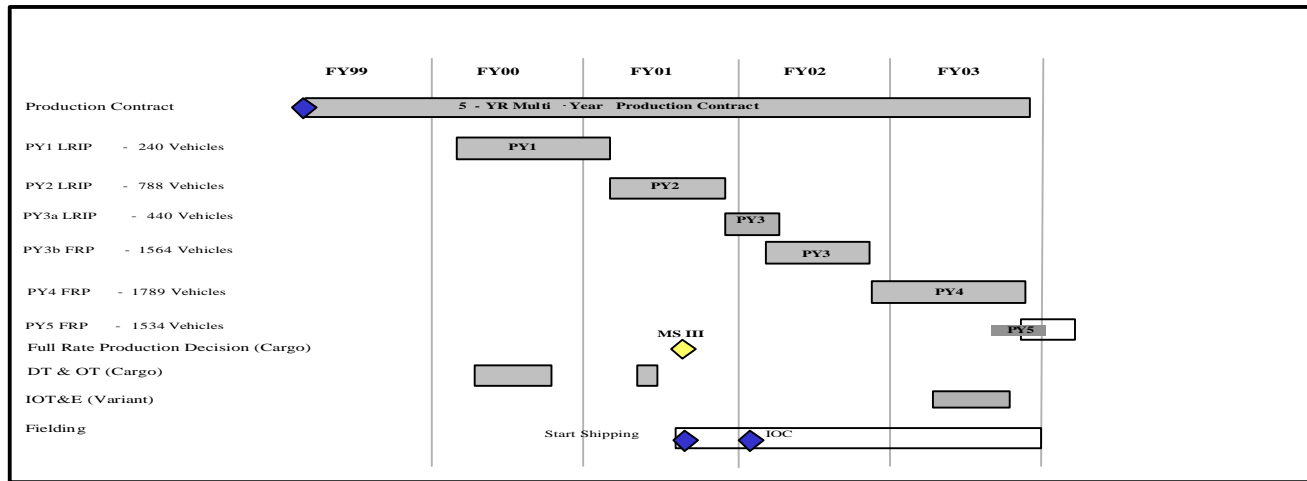 FY99 FY00 FY01 FY02 FY03
Production Contract 5 - YR Multi - Year Production Contract
PY1 LRIP - 240 Vehicles PY1
PY2 LRIP - 788 Vehicles PY2
PY3a LRIP - 440 Vehicles PY3
PY3b FRP - 1564 Vehicles PY3
PY4 FRP - 1789 Vehicles PY4
PY5 FRP - 1534 Vehicles PY5
MS III
Full Rate Production Decision (Cargo)
DT & OT (Cargo)
IOT&E (Variant)
Fielding Start Shipping IOC